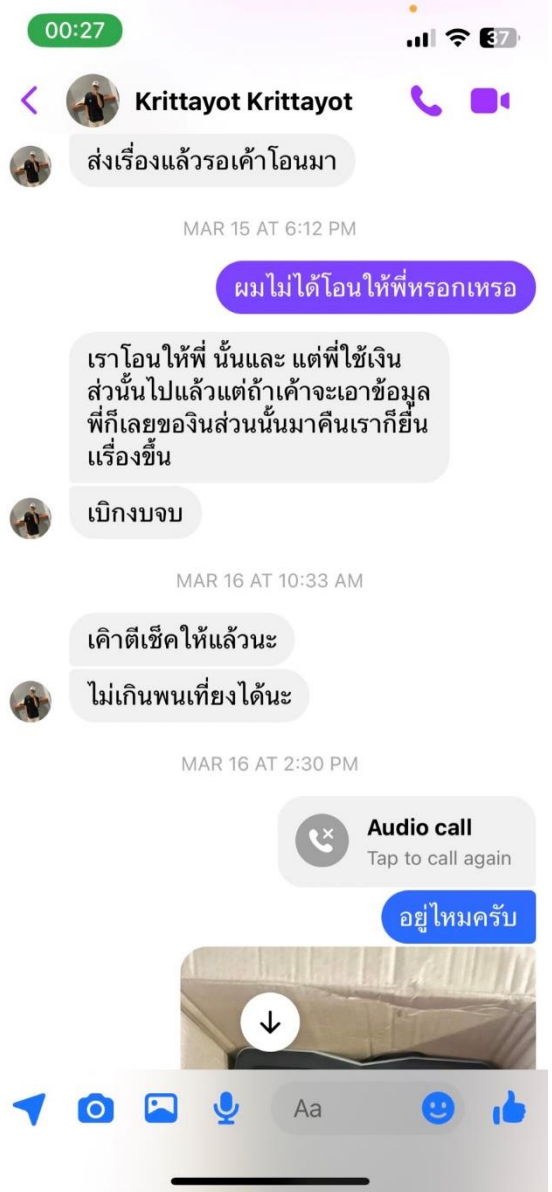 00:27
37
Krittayot Krittayot
ส่งเรื่องแล้วรอเค้าโอนมา
MAR 15 AT 6:12 PM
ผมไม่ได้โอนให้พี่หรอกเหรอ
เราโอนให้พี่ นั้นและ แต่พี่ใช้เงิน
ส่วนนั้นไปแล้วแต่ถ้าเค้าจะเอาข้อมูล
พี่ก็เลยของินส่วนนั้นมาคืนเราก็ยื่น
เเรื่องขึ้น
เบิกงบจบ
MAR 16 AT 10:33 AM
เคิาตีเช็คให้แล้วนะ
ไม่เกินพนเที่ยงได้นะ
MAR 16 AT 2:30 PM
Audio call
Tap to call again
อยู่ไหมครับ
Aa